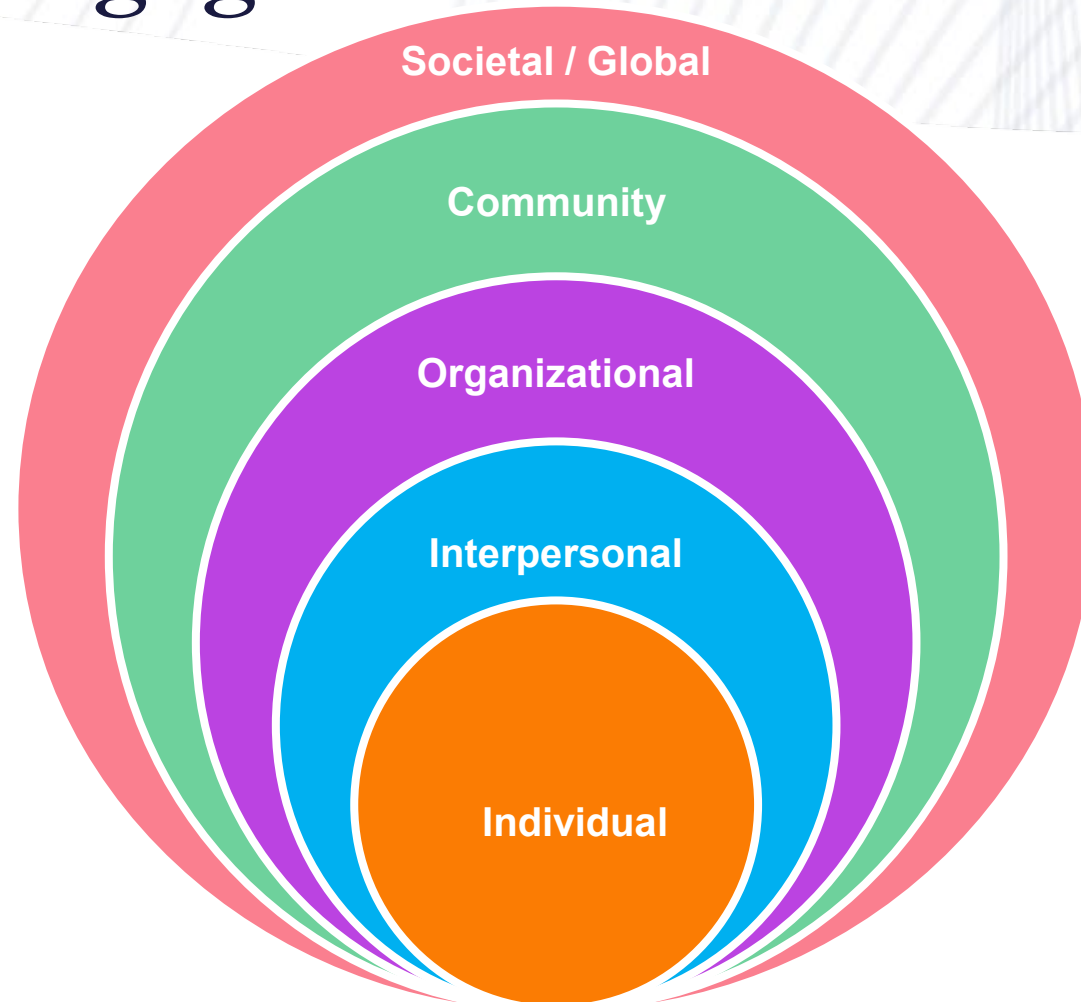 Societal / Global
Community
Organizational
Interpersonal
Individual